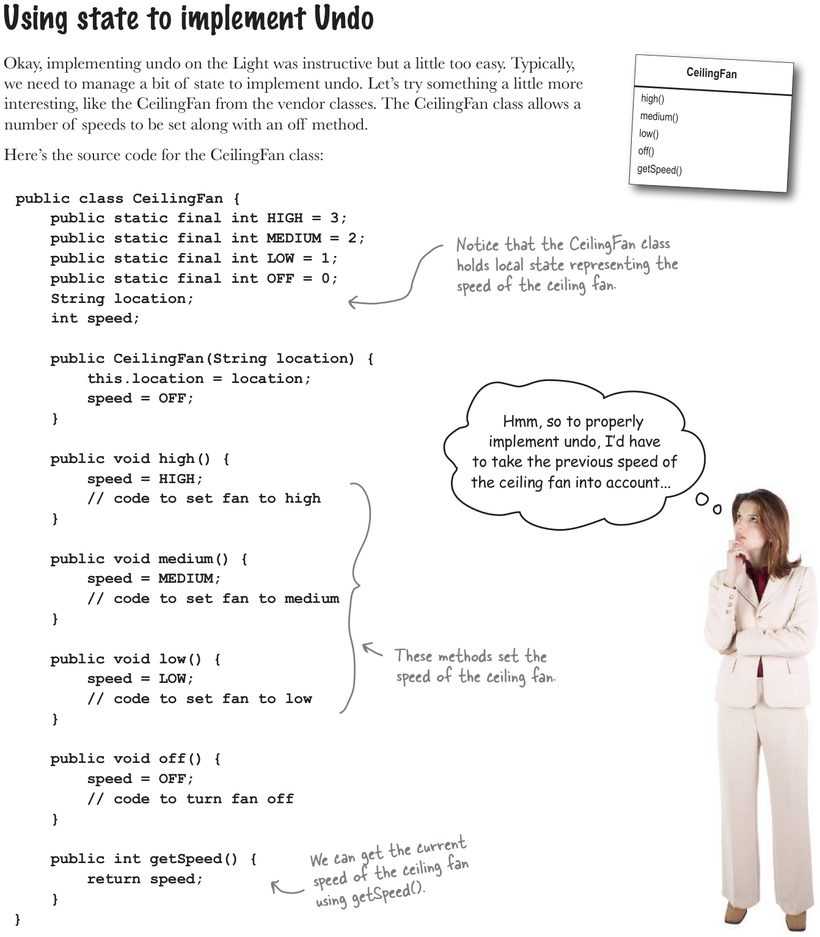 Using state to implement Undo
Okay, implementing undo on the Light was instructive but a little too easy. Typically,
we need to manage a bit of state to implement undo. Let's try something a little more
interesting, like the CeilingFan from the vendor classes. The CeilingFan class allows a
number of speeds to be set along with an off method.
Here's the source code for the CeilingFan class:
CeilingFan
high()
medium()
low()
off()
getSpeed()
public class CeilingFan {
    public static final int HIGH = 3;
    public static final int MEDIUM = 2;
    public static final int LOW = 1;
    public static final int OFF = 0;
    String location;
    int speed;
Notice that the CeilingFan class
holds local state representing the
speed of the ceiling fan.
    public CeilingFan(String location) {
        this.location = location;
        speed = OFF;
    }
    public void high() {
        speed = HIGH;
        // code to set fan to high
    }
Hmm, so to properly
implement undo, I'd have
to take the previous speed of
the ceiling fan into account...
    public void medium() {
        speed = MEDIUM;
        // code to set fan to medium
    }
    public void low() {
        speed = LOW;
        // code to set fan to low
    }
These methods set the
speed of the ceiling fan.
    public void off() {
        speed = OFF;
        // code to turn fan off
    }
    public int getSpeed() {
        return speed;
    }
}
We can get the current
speed of the ceiling fan
using getSpeed().